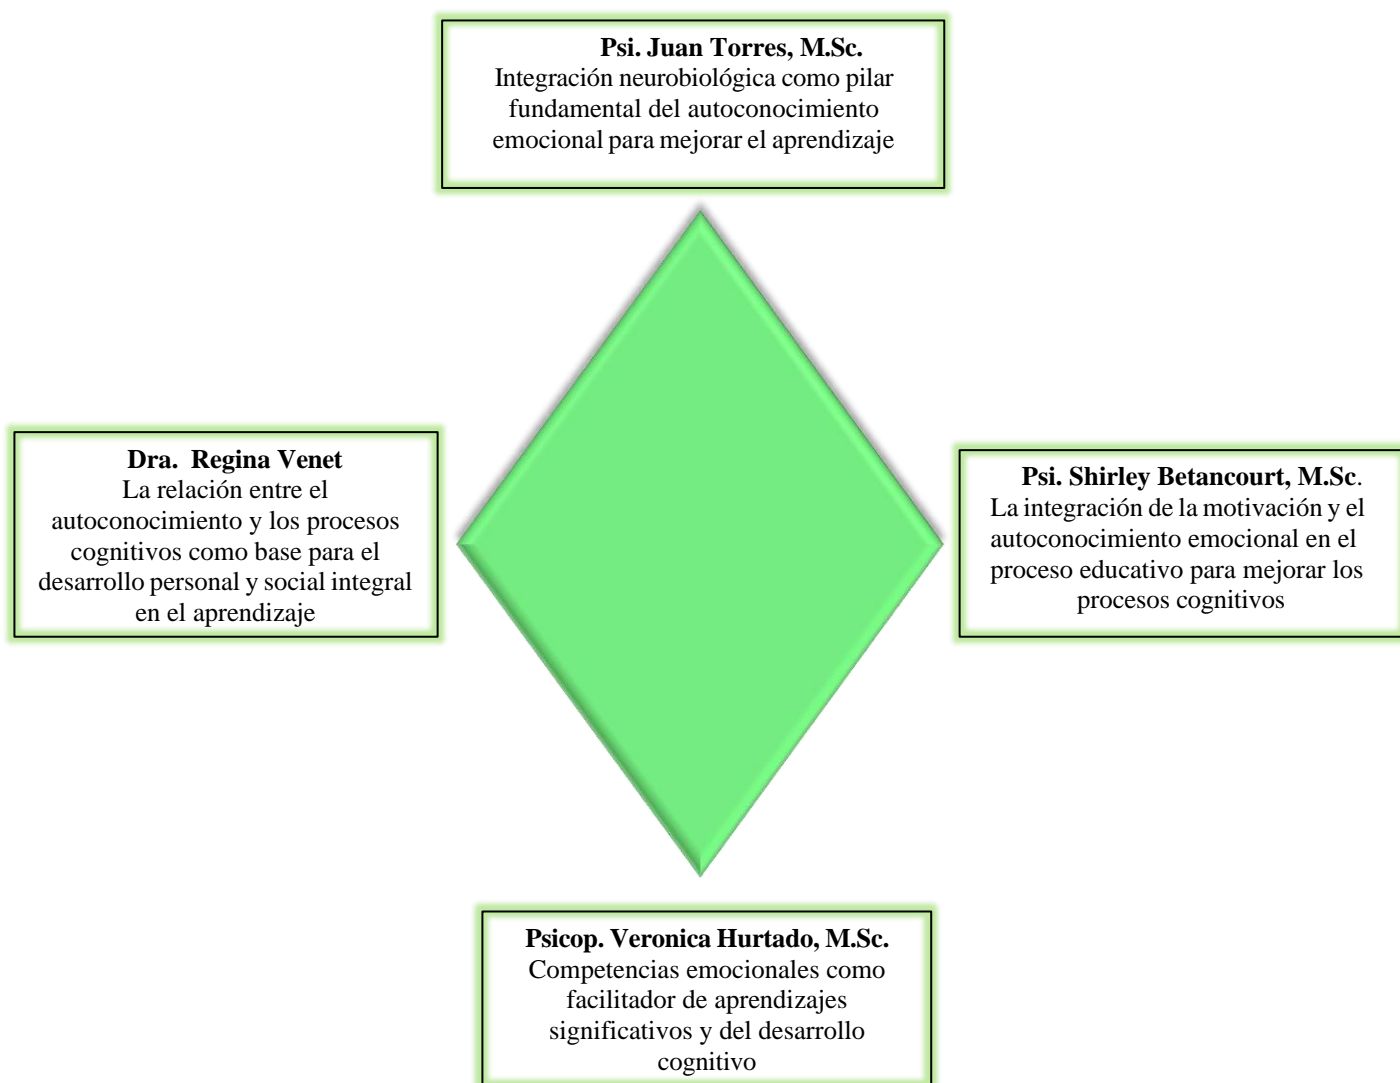 Psi. Juan Torres, M.Sc.
Integración neurobiológica como pilar
fundamental del autoconocimiento
emocional para mejorar el aprendizaje
Dra. Regina Venet
La relación entre el
autoconocimiento y los procesos
cognitivos como base para el
desarrollo personal y social integral
en el aprendizaje
Psi. Shirley Betancourt, M.Sc.
La integración de la motivación y el
autoconocimiento emocional en el
proceso educativo para mejorar los
procesos cognitivos
Psicop. Veronica Hurtado, M.Sc.
Competencias emocionales como
facilitador de aprendizajes
significativos y del desarrollo
cognitivo